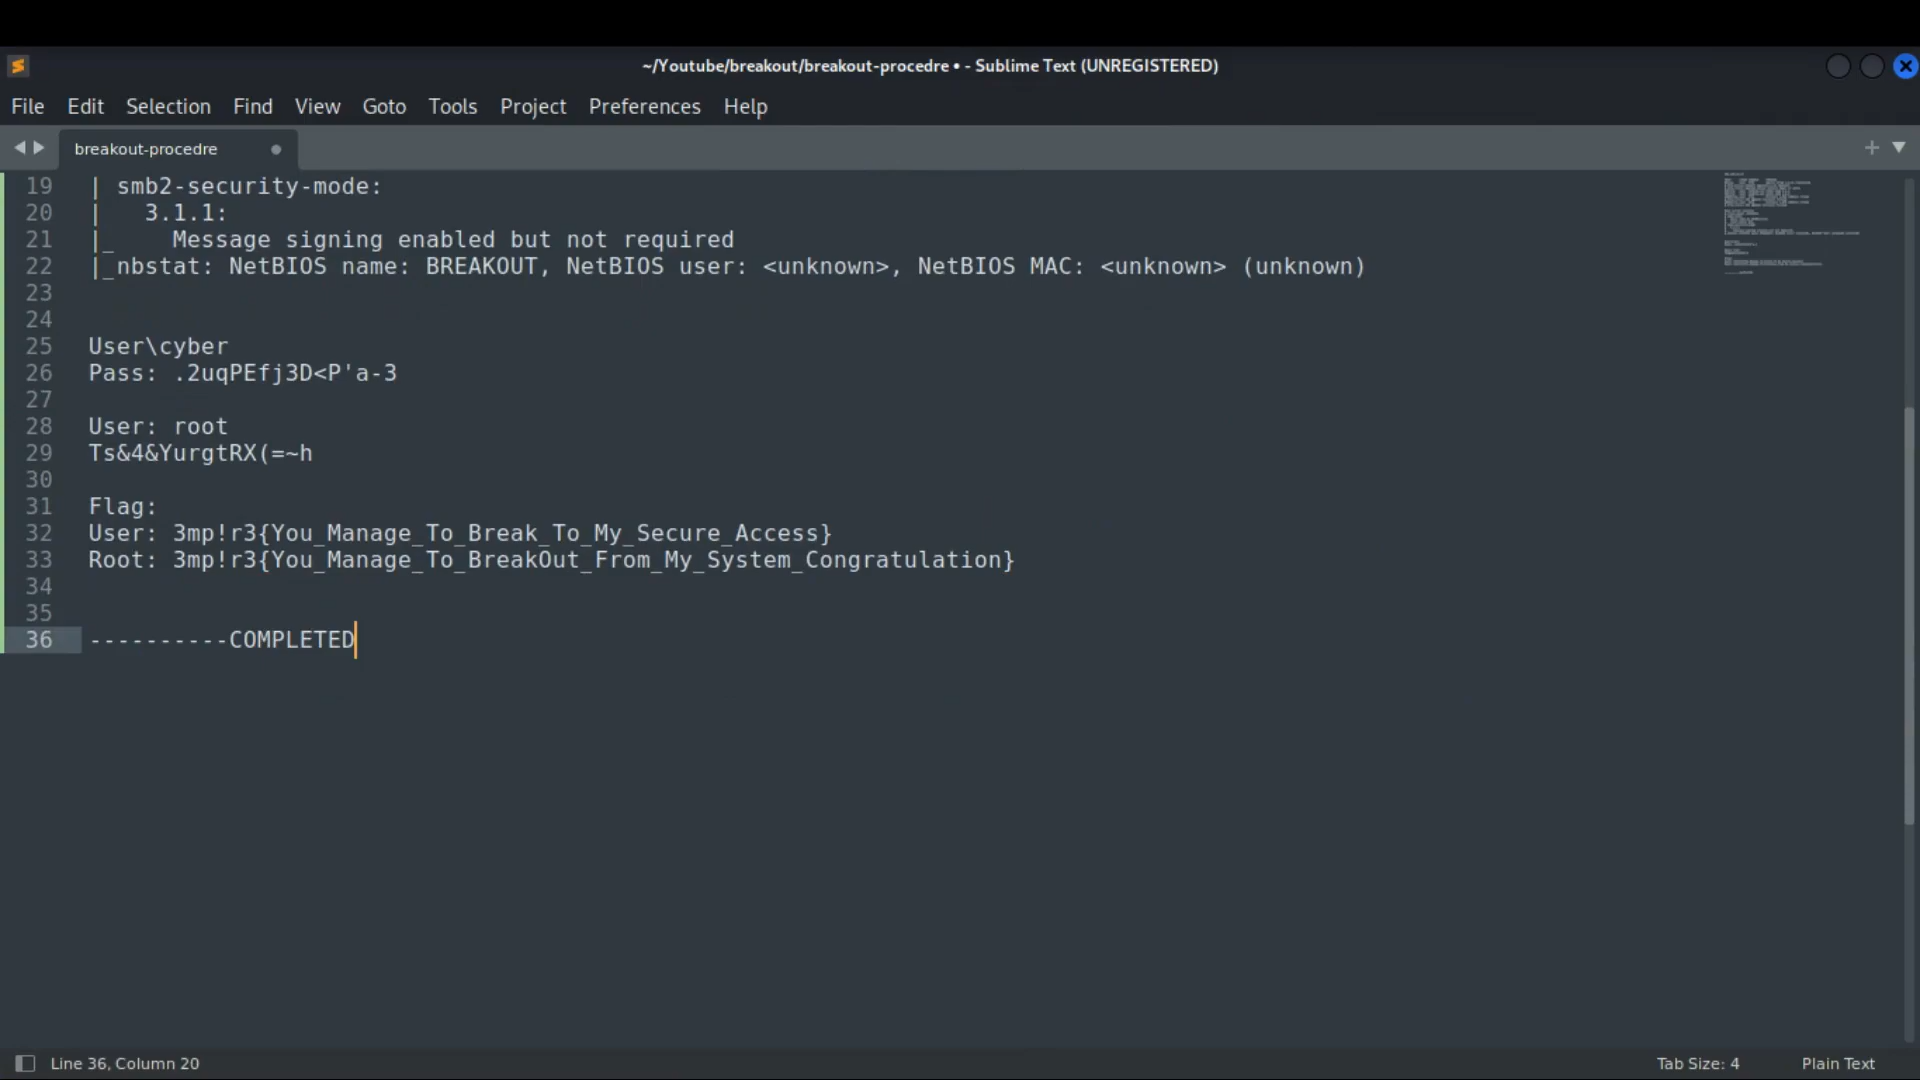 ~/Youtube/breakout/breakout-procedre • - Sublime Text (UNREGISTERED)
File Edit Selection Find View Goto Tools Project Preferences Help
breakout-procedre
19 | smb2-security-mode:
20 |   3.1.1:
21 |_    Message signing enabled but not required
22 |_nbstat: NetBIOS name: BREAKOUT, NetBIOS user: <unknown>, NetBIOS MAC: <unknown> (unknown)
23
24
25 User\cyber
26 Pass: .2uqPEfj3D<P'a-3
27
28 User: root
29 Ts&4&YurgtRX(=~h
30
31 Flag:
32 User: 3mp!r3{You_Manage_To_Break_To_My_Secure_Access}
33 Root: 3mp!r3{You_Manage_To_BreakOut_From_My_System_Congratulation}
34
35
36 ----------COMPLETED
Line 36, Column 20
Tab Size: 4
Plain Text